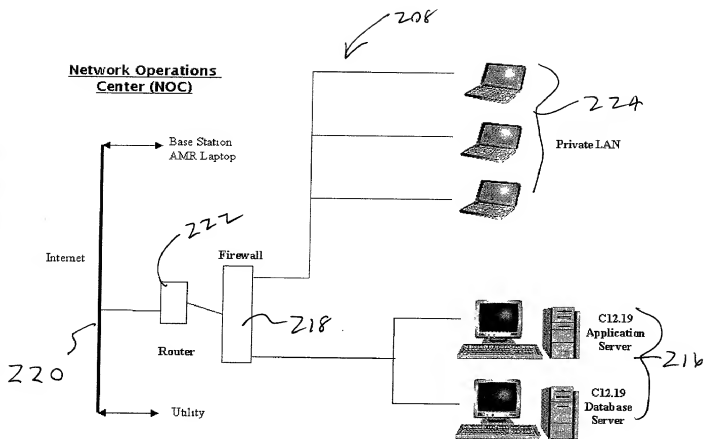 208
Network Operations
Center (NOC)
Base Station
AMR Laptop
224
Private LAN
222
Internet
Firewall
218
Router
C12.19
Application
Server
216
220
C12.19
Database
Server
Utility